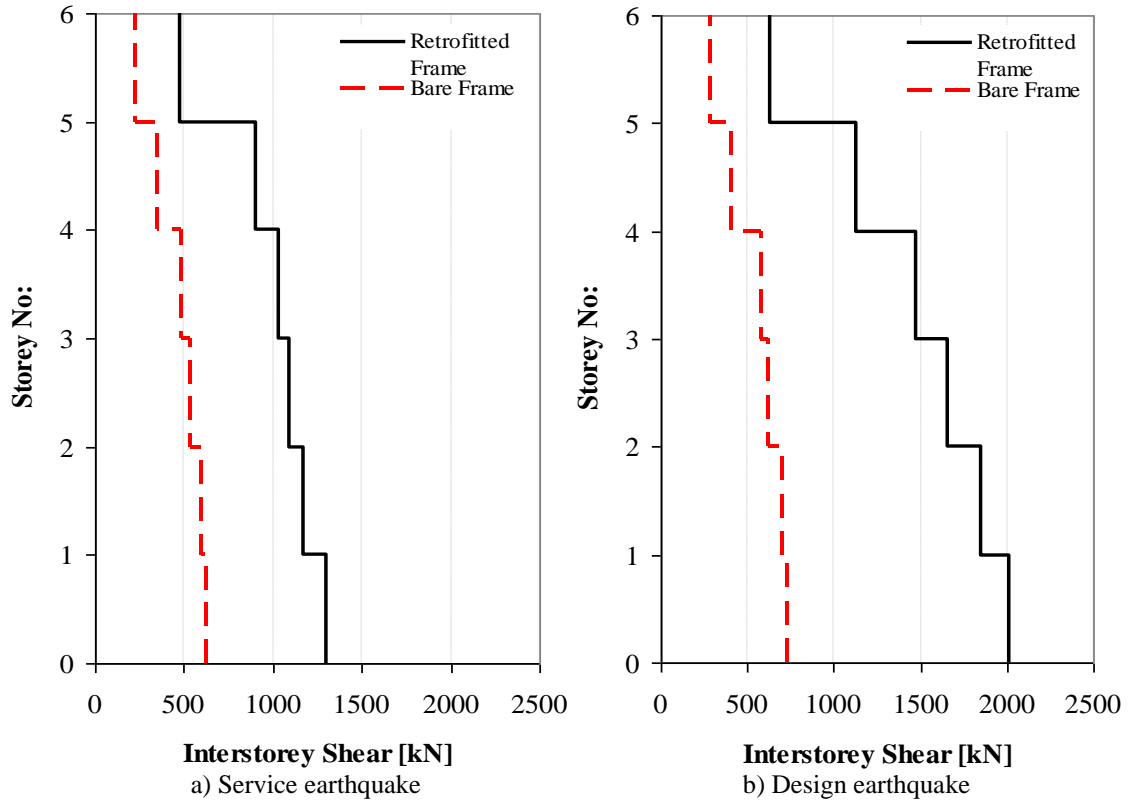 6
5
4
3
2
1
0
Storey No:
Retrofitted
Frame
Bare Frame
0 500 1000 1500 2000 2500
Interstorey Shear [kN]
a) Service earthquake
6
5
4
3
2
1
0
Storey No:
Retrofitted
Frame
Bare Frame
0 500 1000 1500 2000 2500
Interstorey Shear [kN]
b) Design earthquake